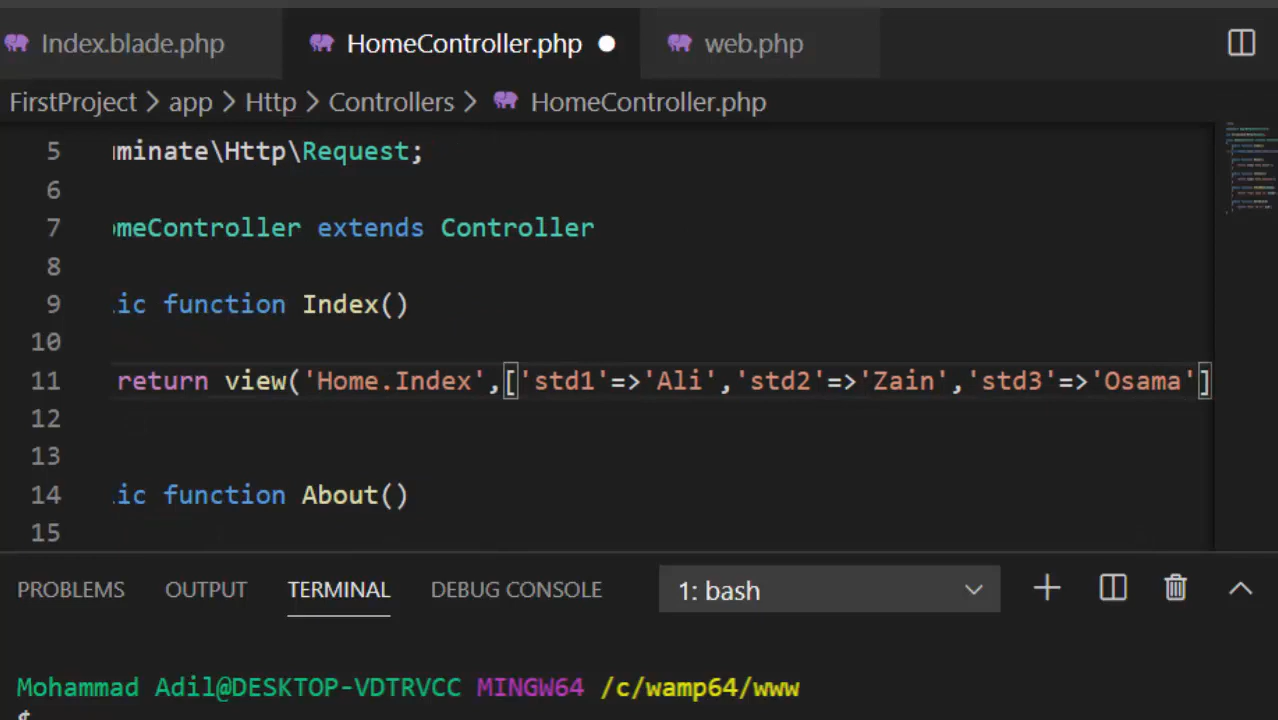 Index.blade.php HomeController.php web.php
FirstProject > app > Http > Controllers > HomeController.php
5 minate\Http\Request;
6
7 omeController extends Controller
8
9 ic function Index()
10
11 return view('Home.Index',['std1'=>'Ali','std2'=>'Zain','std3'=>'Osama']
12
13
14 ic function About()
15
PROBLEMS OUTPUT TERMINAL DEBUG CONSOLE 1: bash
Mohammad Adil@DESKTOP-VDTRVCC MINGW64 /c/wamp64/www
$